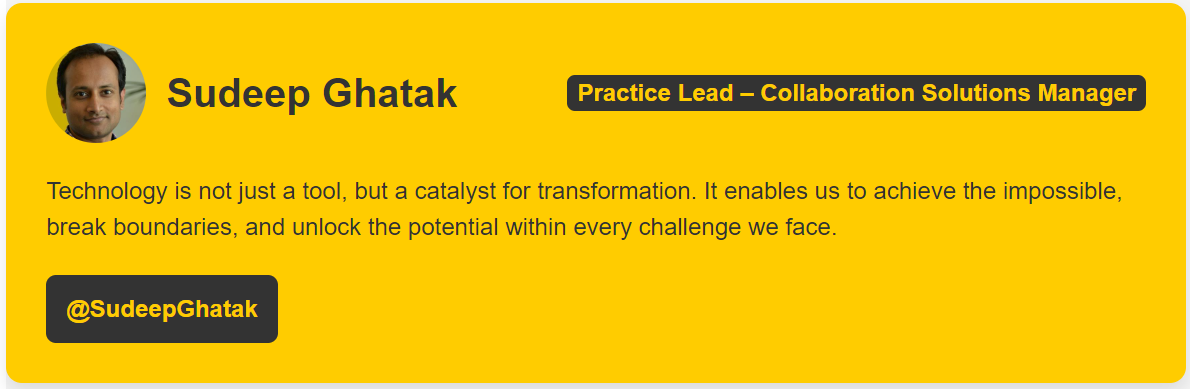 Sudeep Ghatak
Practice Lead – Collaboration Solutions Manager
Technology is not just a tool, but a catalyst for transformation. It enables us to achieve the impossible,
break boundaries, and unlock the potential within every challenge we face.
@SudeepGhatak